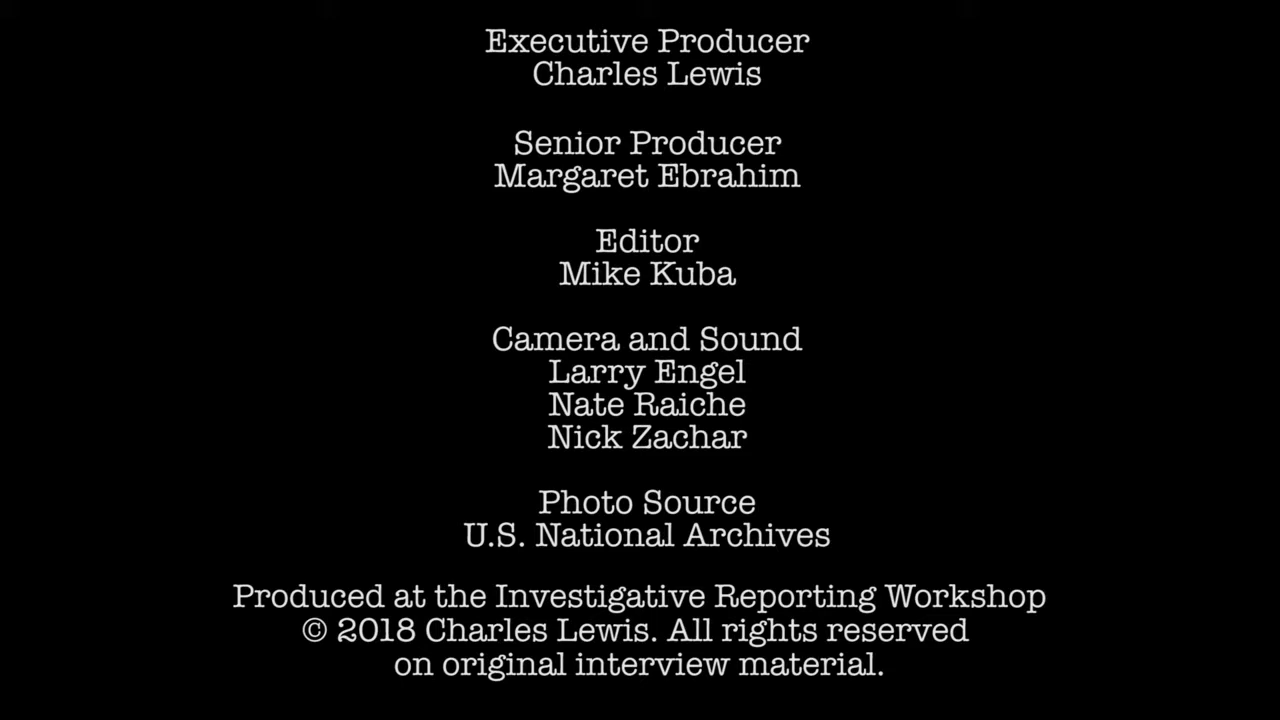 Executive Producer
Charles Lewis
Senior Producer
Margaret Ebrahim
Editor
Mike Kuba
Camera and Sound
Larry Engel
Nate Raiche
Nick Zachar
Photo Source
U.S. National Archives
Produced at the Investigative Reporting Workshop
© 2018 Charles Lewis. All rights reserved
on original interview material.